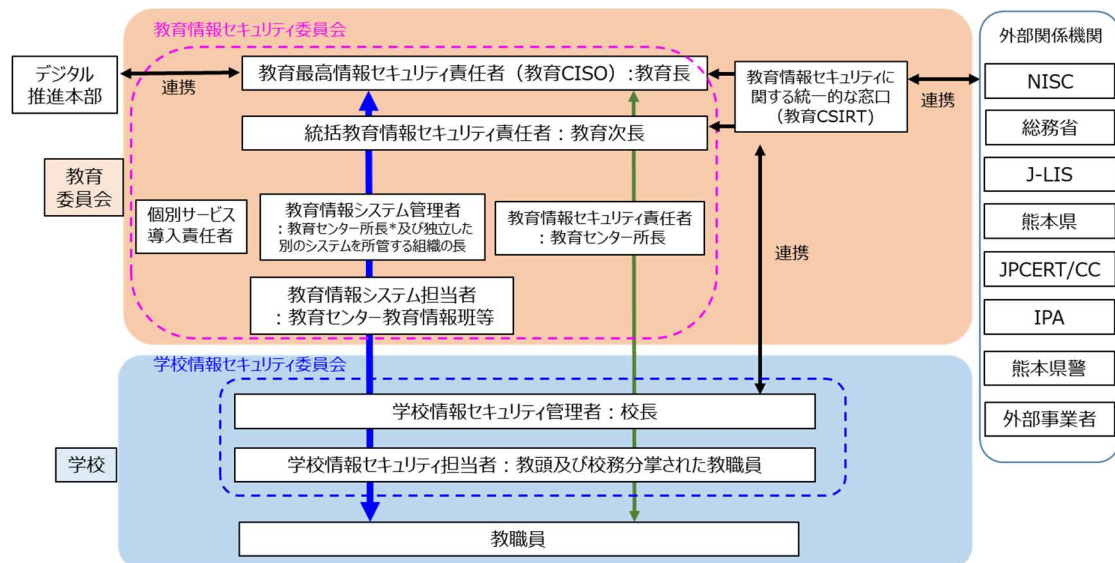 教育情報セキュリティ委員会
外部関係機関
デジタル
推進本部
連携
教育最高情報セキュリティ責任者（教育CISO）：教育長
教育情報セキュリティに
関する統一的な窓口
（教育CSIRT）
連携
NISC
統括教育情報セキュリティ責任者：教育次長
総務省
J-LIS
教育
委員会
個別サービス
導入責任者
教育情報システム管理者
：教育センター所長*及び独立した
別のシステムを所管する組織の長
教育情報セキュリティ責任者
：教育センター所長
連携
熊本県
JPCERT/CC
教育情報システム担当者
：教育センター教育情報班等
IPA
学校情報セキュリティ委員会
熊本県警
学校情報セキュリティ管理者：校長
外部事業者
学校
学校情報セキュリティ担当者：教頭及び校務分掌された教職員
教職員